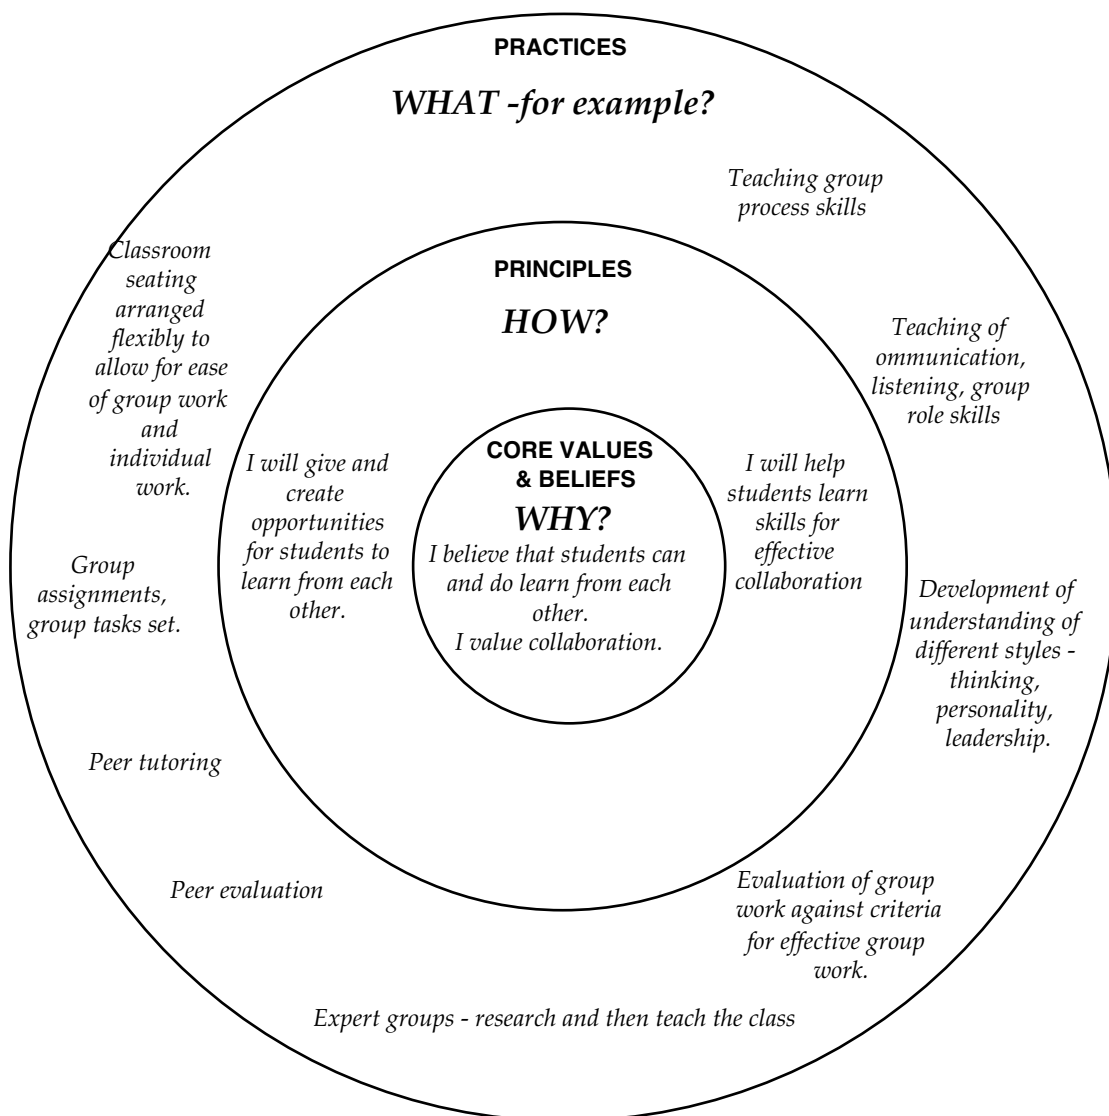 PRACTICES
WHAT -for example?
Teaching group
process skills
Classroom
seating
arranged
flexibly to
allow for ease
of group work
and
individual
work.
PRINCIPLES
HOW?
Teaching of
ommunication,
listening, group
role skills
I will give and
create
opportunities
for students to
learn from each
other.
CORE VALUES
& BELIEFS
WHY?
I believe that students can
and do learn from each
other.
I value collaboration.
I will help
students learn
skills for
effective
collaboration
Group
assignments,
group tasks set.
Development of
understanding of
different styles -
thinking,
personality,
leadership.
Peer tutoring
Peer evaluation
Evaluation of group
work against criteria
for effective group
work.
Expert groups - research and then teach the class